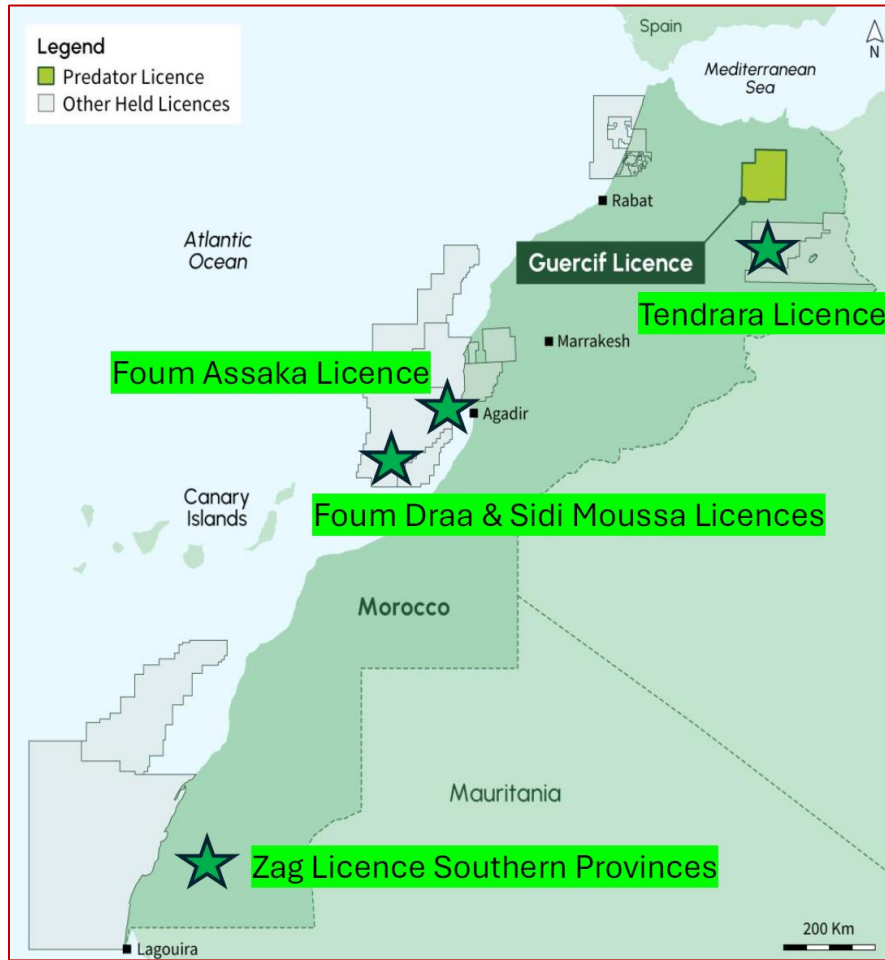 Legend
Predator Licence
Other Held Licences
Spain
N
Mediterranean
Sea
Rabat
Atlantic
Ocean
Guercif Licence
Tendrara Licence
Marrakesh
Foum Assaka Licence
Agadir
Canary
Islands
Foum Draa & Sidi Moussa Licences
Morocco
Mauritania
Zag Licence Southern Provinces
200 Km
Lagouira